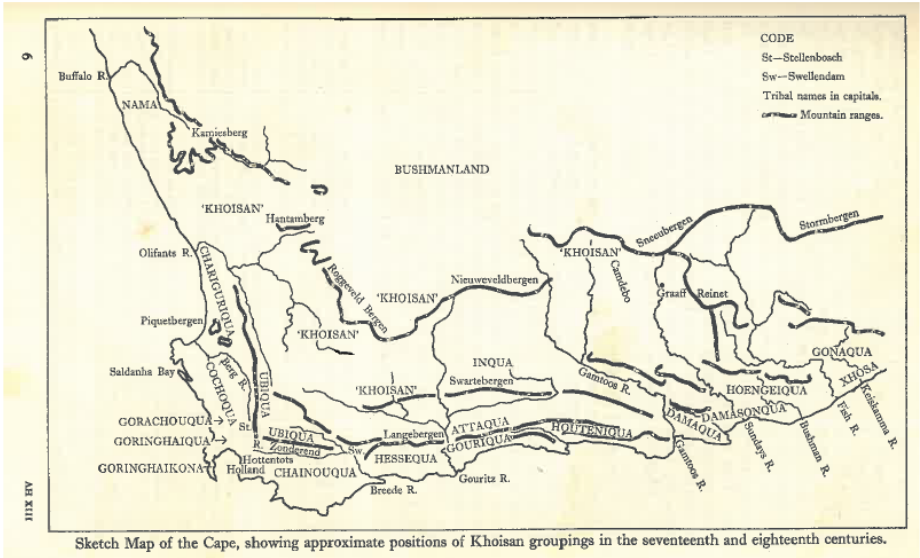 6
AH XIII
CODE
St—Stellenbosch
Sw—Swellendam
Tribal names in capitals.
Mountain ranges.
Buffalo R.
NAMA
Kamiesberg
BUSHMANLAND
'KHOISAN'
Hantamberg
Olifants R.
CHARIGURIQUA
Roggeveld Bergen
'KHOISAN'
Nieuweveldbergen
'KHOISAN'
Sneeubergen
Stormbergen
Camdebo
Graaff Reinet
Piquetbergen
'KHOISAN'
Saldanha Bay
COCHOQUA
Berg R.
UBIQUA
INQUA
Swartebergen
'KHOISAN'
Gamtoos R.
GONAQUA
HOENGEIQUA
XHOSA
GORACHOUQUA
St.
GORINGHAIQUA
UBIQUA
R. Zonderend
Sw.
Langebergen
ATTAQUA
GOUBIQUA
HOUTENIQUA
DAMAQUA
DAMASONQUA
GORINGHAIKONA
Hottentots
Holland
CHAINOUQUA
HESSEQUA
Breede R.
Gouritz R.
Gamtoos R.
Sundays R.
Bushman R.
Fish R.
Keiskamma R.
Sketch Map of the Cape, showing approximate positions of Khoisan groupings in the seventeenth and eighteenth centuries.